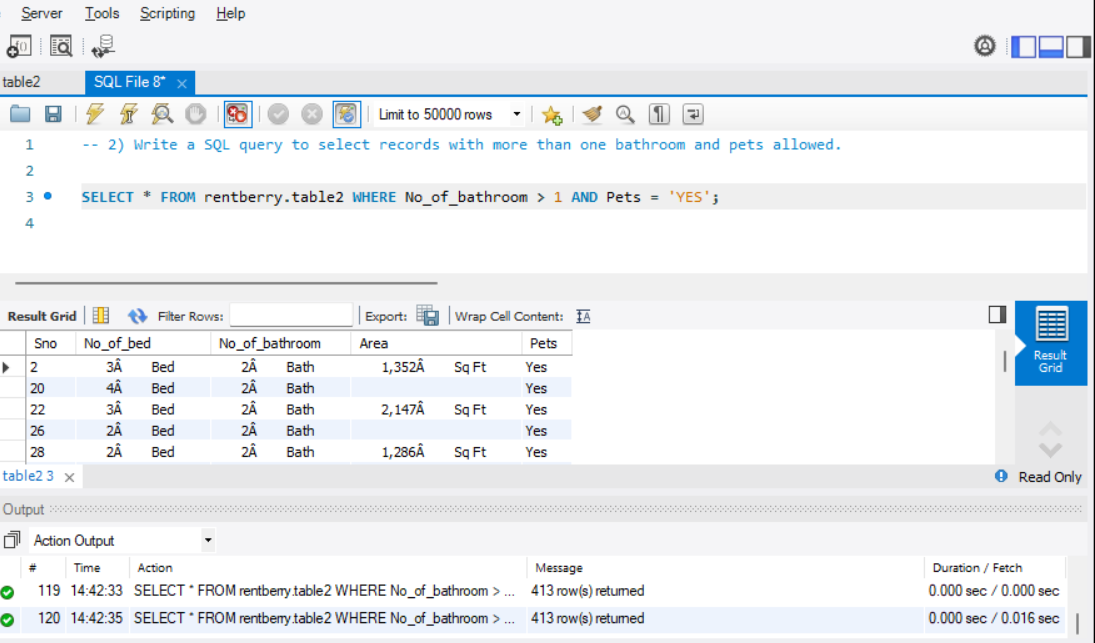 Server Tools Scripting Help
table2 SQL File 8* ×
Limit to 50000 rows
1 -- 2) Write a SQL query to select records with more than one bathroom and pets allowed.
2
3 SELECT * FROM rentberry.table2 WHERE No_of_bathroom > 1 AND Pets = 'YES';
4
Result Grid Filter Rows: Export: Wrap Cell Content: IA
Sno No_of_bed No_of_bathroom Area Pets
2 3Â Bed 2Â Bath 1,352Â Sq Ft Yes
20 4Â Bed 2Â Bath Yes
22 3Â Bed 2Â Bath 2,147Â Sq Ft Yes
26 2Â Bed 2Â Bath Yes
28 2Â Bed 2Â Bath 1,286Â Sq Ft Yes
Result
Grid
table2 3 × Read Only
Output
Action Output
# Time Action Message Duration / Fetch
119 14:42:33 SELECT * FROM rentberry.table2 WHERE No_of_bathroom > ... 413 row(s) returned 0.000 sec / 0.000 sec
120 14:42:35 SELECT * FROM rentberry.table2 WHERE No_of_bathroom > ... 413 row(s) returned 0.000 sec / 0.016 sec